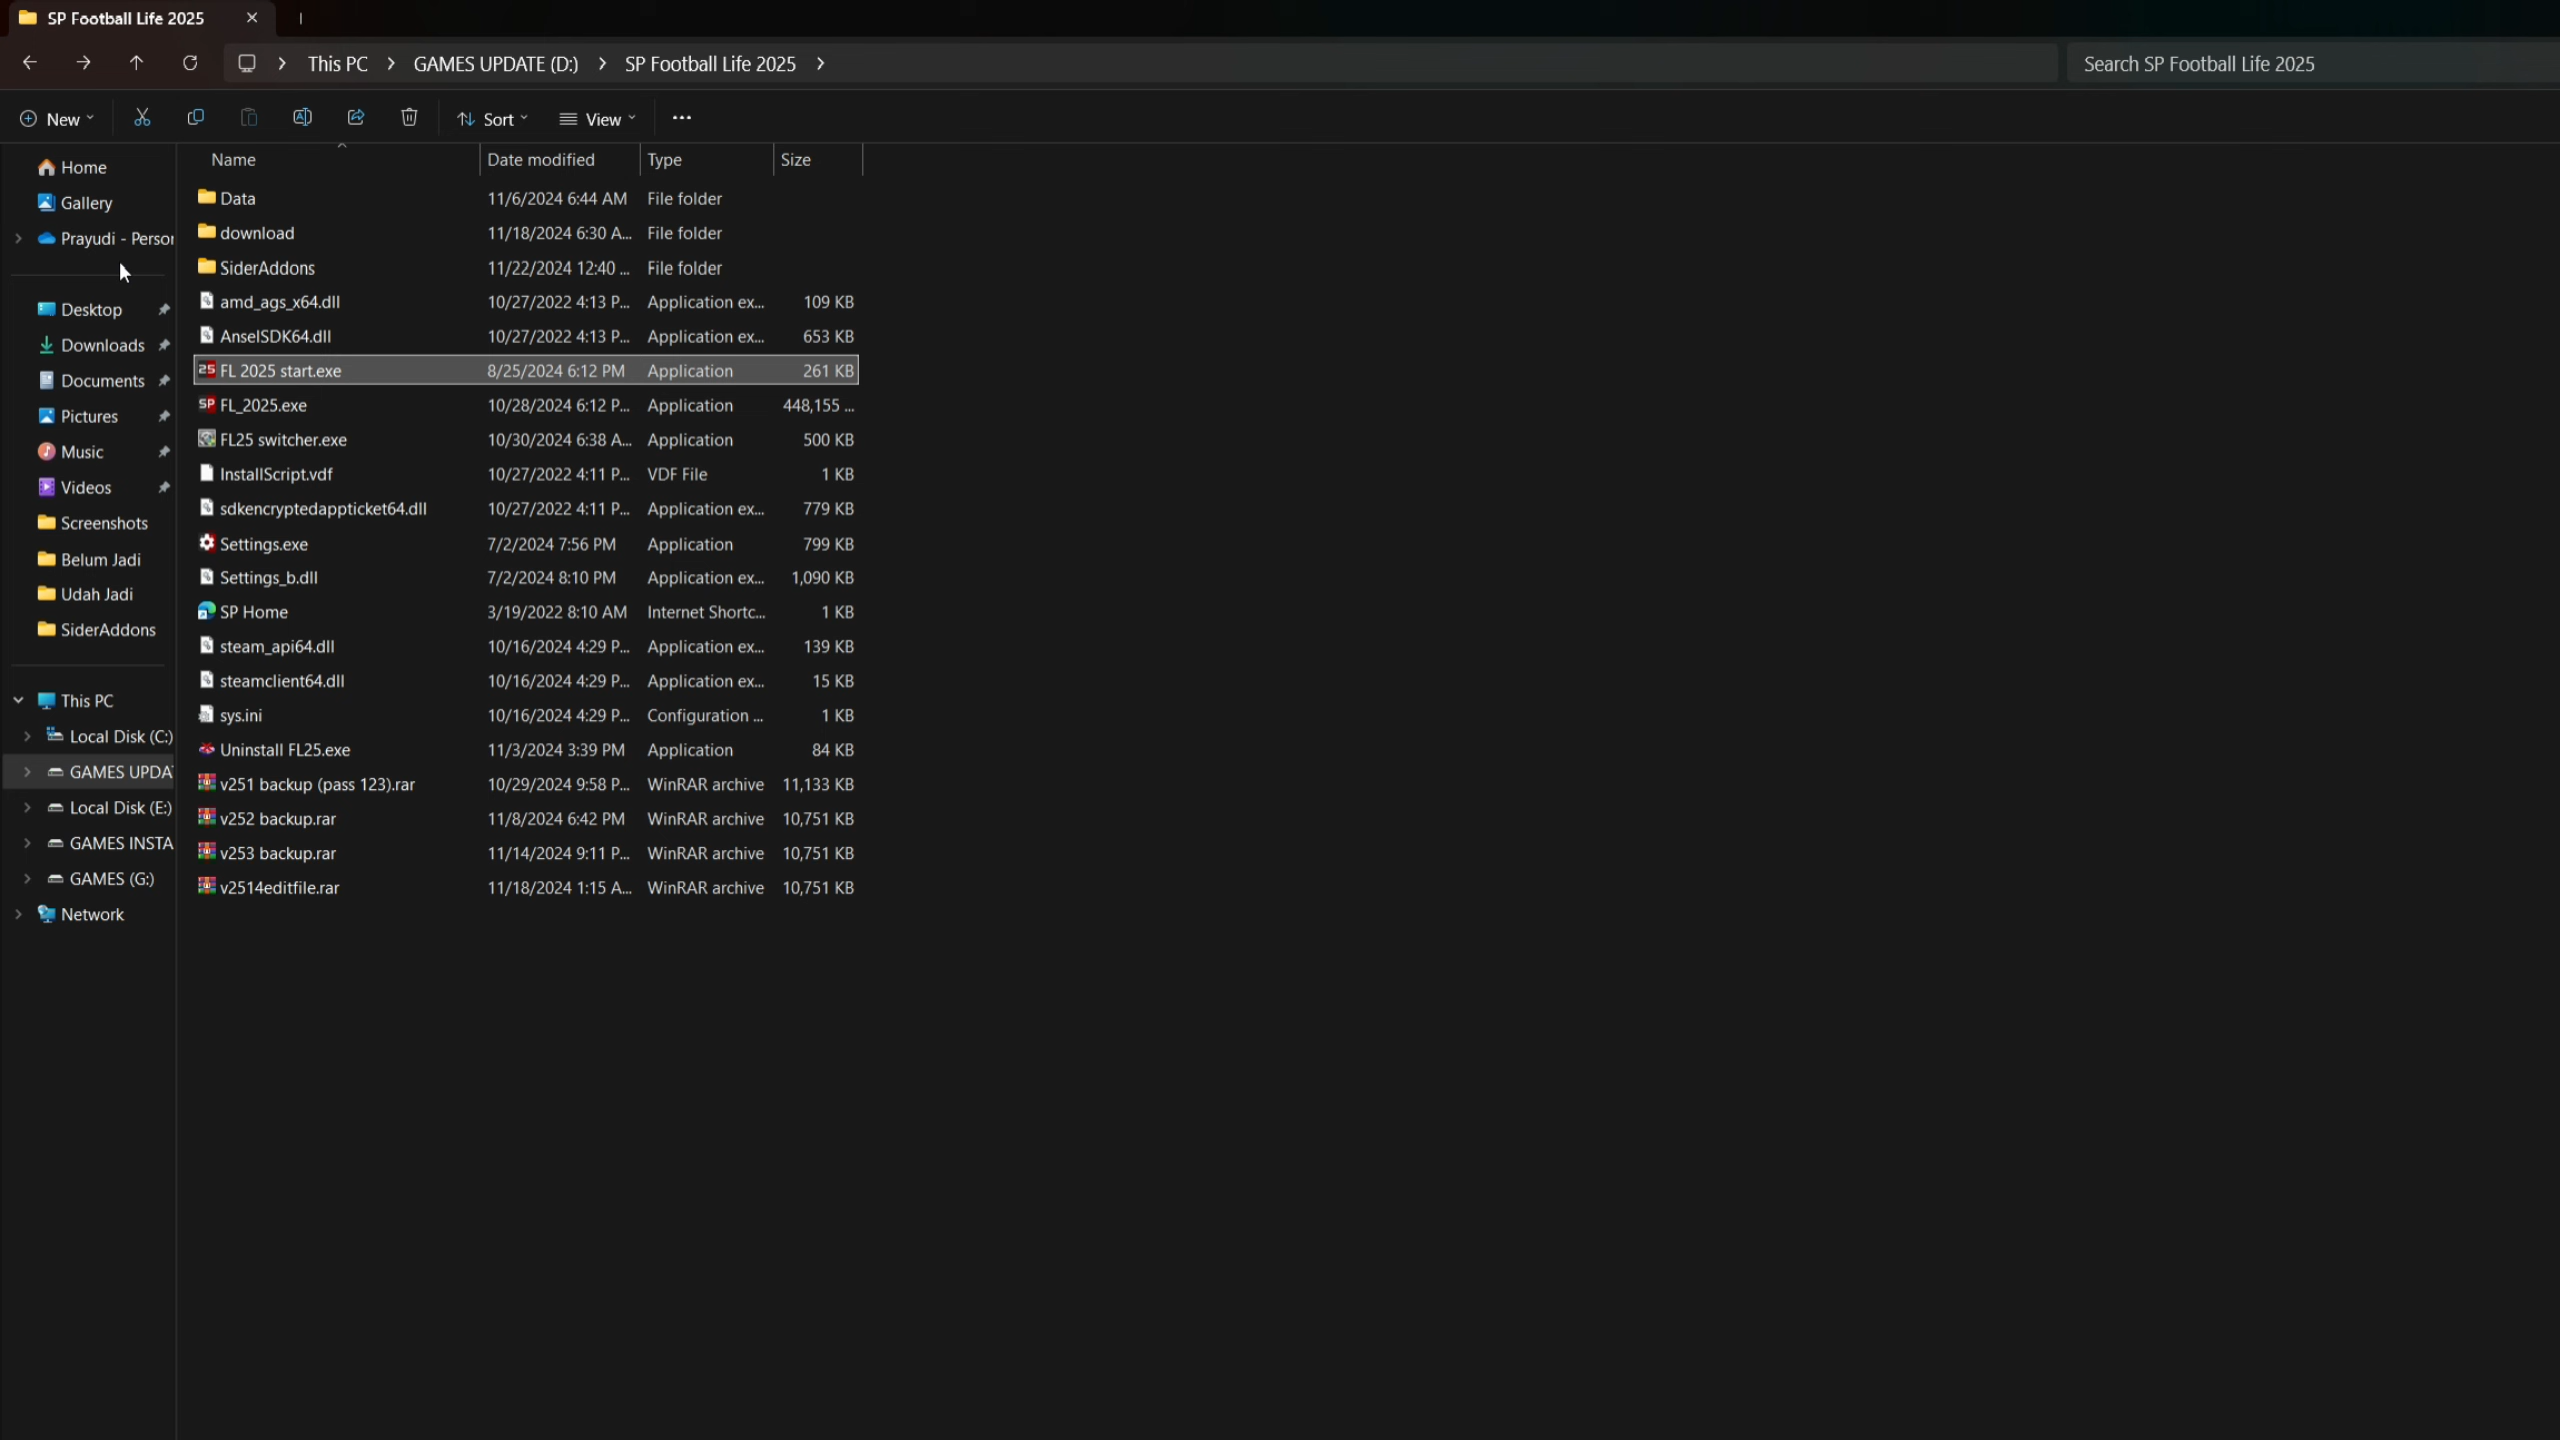 SP Football Life 2025
This PC > GAMES UPDATE (D:) > SP Football Life 2025 >
Search SP Football Life 2025
New
Sort
View
Home
Gallery
Prayudi - Person
Desktop
Downloads
Documents
Pictures
Music
Videos
Screenshots
Belum Jadi
Udah Jadi
SiderAddons
This PC
Local Disk (C:)
GAMES UPDAT
Local Disk (E:)
GAMES INSTA
GAMES (G:)
Network
Name Date modified Type Size
Data 11/6/2024 6:44 AM File folder
download 11/18/2024 6:30 A... File folder
SiderAddons 11/22/2024 12:40 ... File folder
amd_ags_x64.dll 10/27/2022 4:13 P... Application ex... 109 KB
AnselSDK64.dll 10/27/2022 4:13 P... Application ex... 653 KB
25 FL 2025 start.exe 8/25/2024 6:12 PM Application 261 KB
SP FL_2025.exe 10/28/2024 6:12 P... Application 448,155 ...
FL25 switcher.exe 10/30/2024 6:38 A... Application 500 KB
InstallScript.vdf 10/27/2022 4:11 P... VDF File 1 KB
sdkencryptedappticket64.dll 10/27/2022 4:11 P... Application ex... 779 KB
Settings.exe 7/2/2024 7:56 PM Application 799 KB
Settings_b.dll 7/2/2024 8:10 PM Application ex... 1,090 KB
SP Home 3/19/2022 8:10 AM Internet Shortc... 1 KB
steam_api64.dll 10/16/2024 4:29 P... Application ex... 139 KB
steamclient64.dll 10/16/2024 4:29 P... Application ex... 15 KB
sys.ini 10/16/2024 4:29 P... Configuration ... 1 KB
Uninstall FL25.exe 11/3/2024 3:39 PM Application 84 KB
v251 backup (pass 123).rar 10/29/2024 9:58 P... WinRAR archive 11,133 KB
v252 backup.rar 11/8/2024 6:42 PM WinRAR archive 10,751 KB
v253 backup.rar 11/14/2024 9:11 P... WinRAR archive 10,751 KB
v2514editfile.rar 11/18/2024 1:15 A... WinRAR archive 10,751 KB